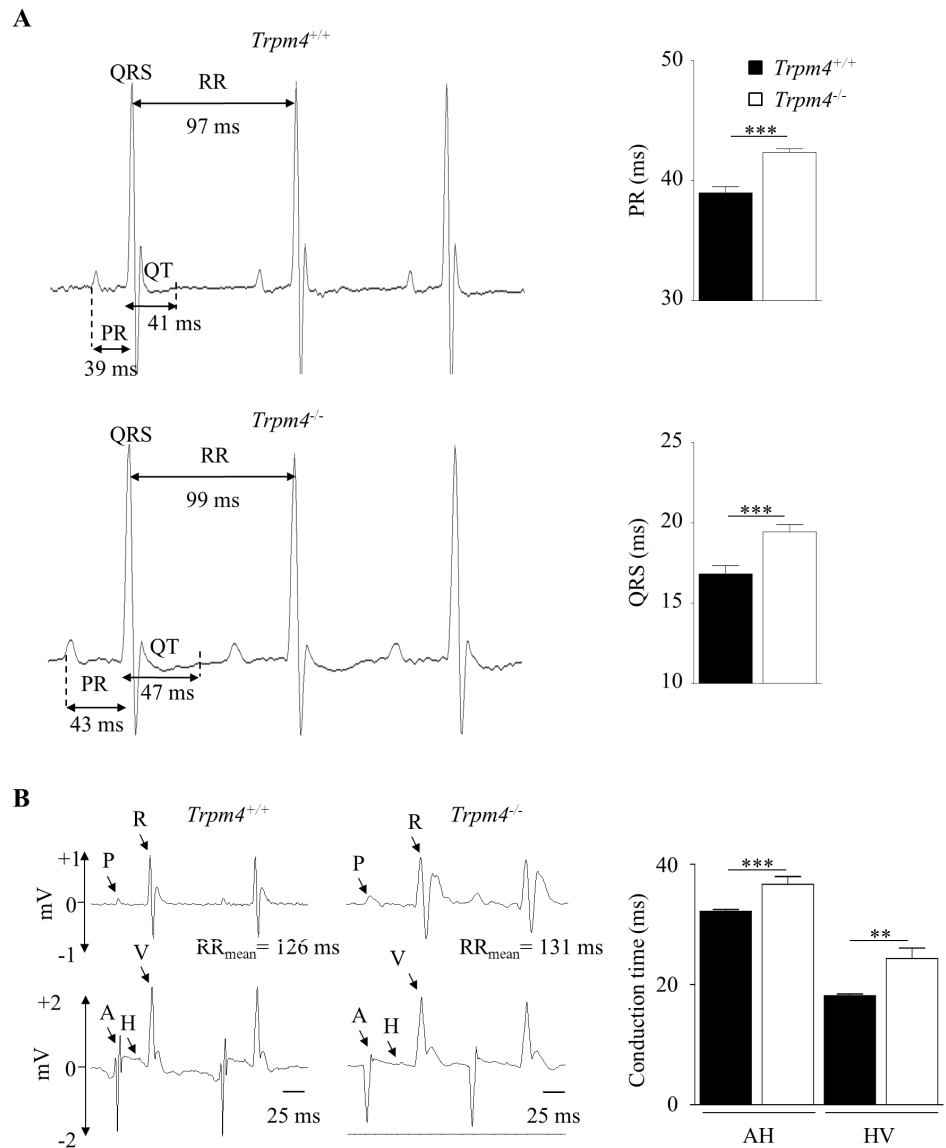 A
Trpm4+/+
QRS
RR
97 ms
QT
41 ms
PR
39 ms
50
40
30
PR (ms)
Trpm4+/+
Trpm4-/-
***
Trpm4-/-
QRS
RR
99 ms
QT
47 ms
PR
43 ms
25
20
15
10
QRS (ms)
***
B
Trpm4+/+
Trpm4-/-
R
P
+1
0
-1
mV
RRmean= 126 ms
R
P
RRmean= 131 ms
V
A
H
+2
0
-2
mV
25 ms
V
A
H
25 ms
40
20
0
Conduction time (ms)
***
**
AH
HV